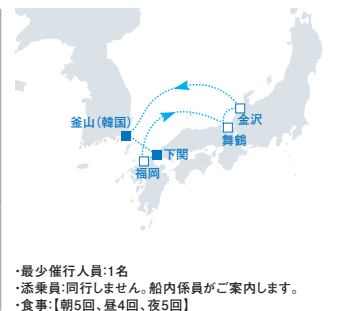 釜山（韓国）
金沢
舞鶴
下関
福岡
・最少催行人員：1名
・添乗員：同行しません。船内係員がご案内します。
・食事：【朝5回、昼4回、夜5回】